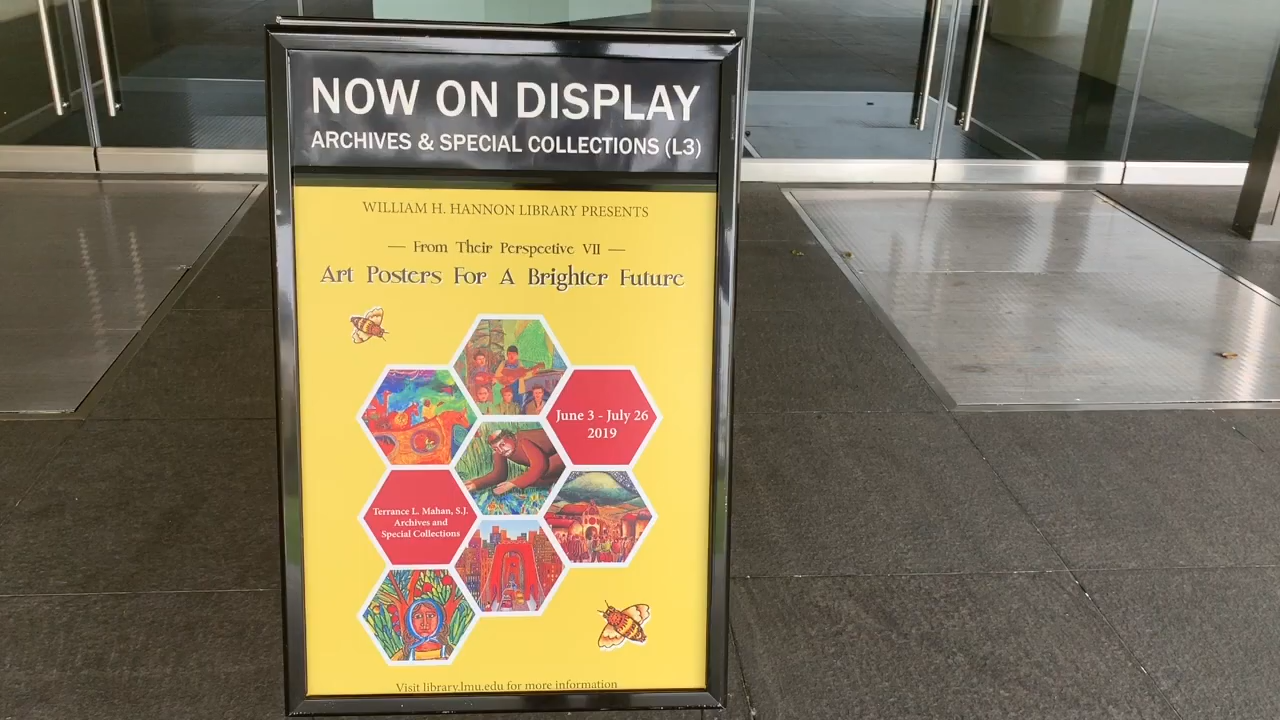 NOW ON DISPLAY
ARCHIVES & SPECIAL COLLECTIONS (L3)
WILLIAM H. HANNON LIBRARY PRESENTS
— From Their Perspective VII —
Art Posters For A Brighter Future
June 3 - July 26
2019
Terrance L. Mahan, S.J.
Archives and
Special Collections
Visit library.lmu.edu for more information